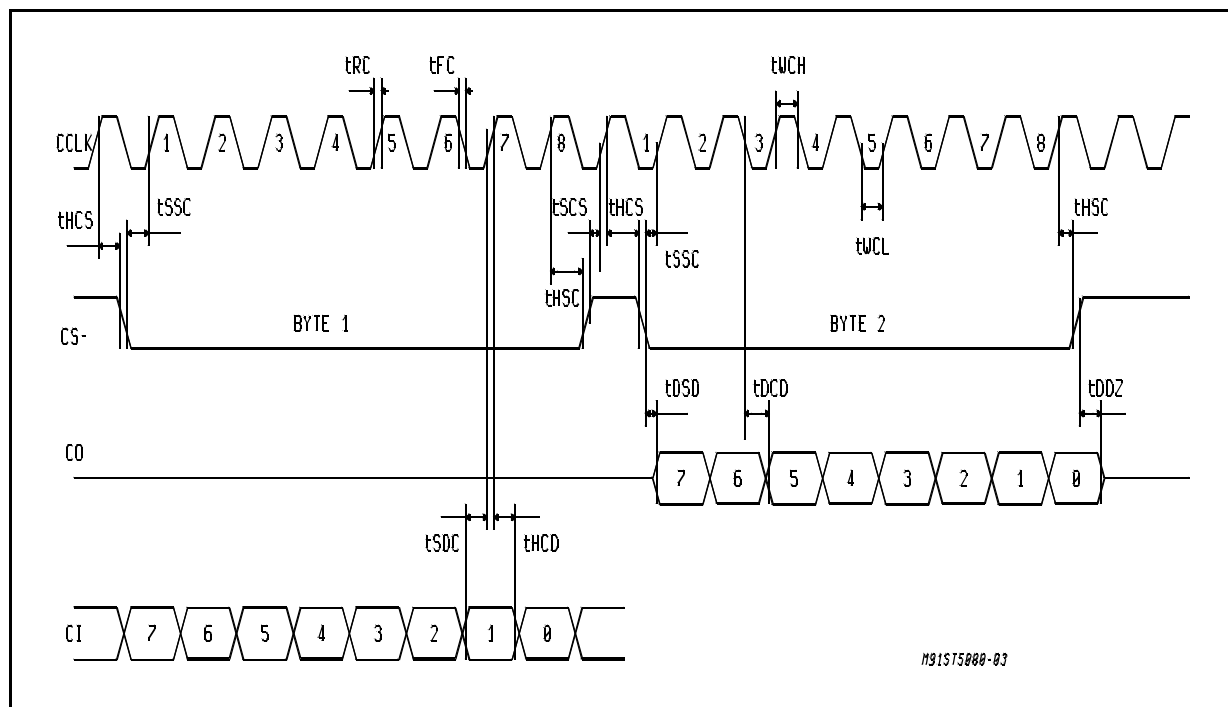 tRC tFC tWCH
CCLK 1 2 3 4 5 6 7 8 1 2 3 4 5 6 7 8
tHCS tSSC tSCS tHCS tSSC tWCL tHSC
tHSC
CS- BYTE 1 BYTE 2
tDSD tDCD tDDZ
CO 7 6 5 4 3 2 1 0
tSDC tHCD
CI 7 6 5 4 3 2 1 0
M91ST5080-03